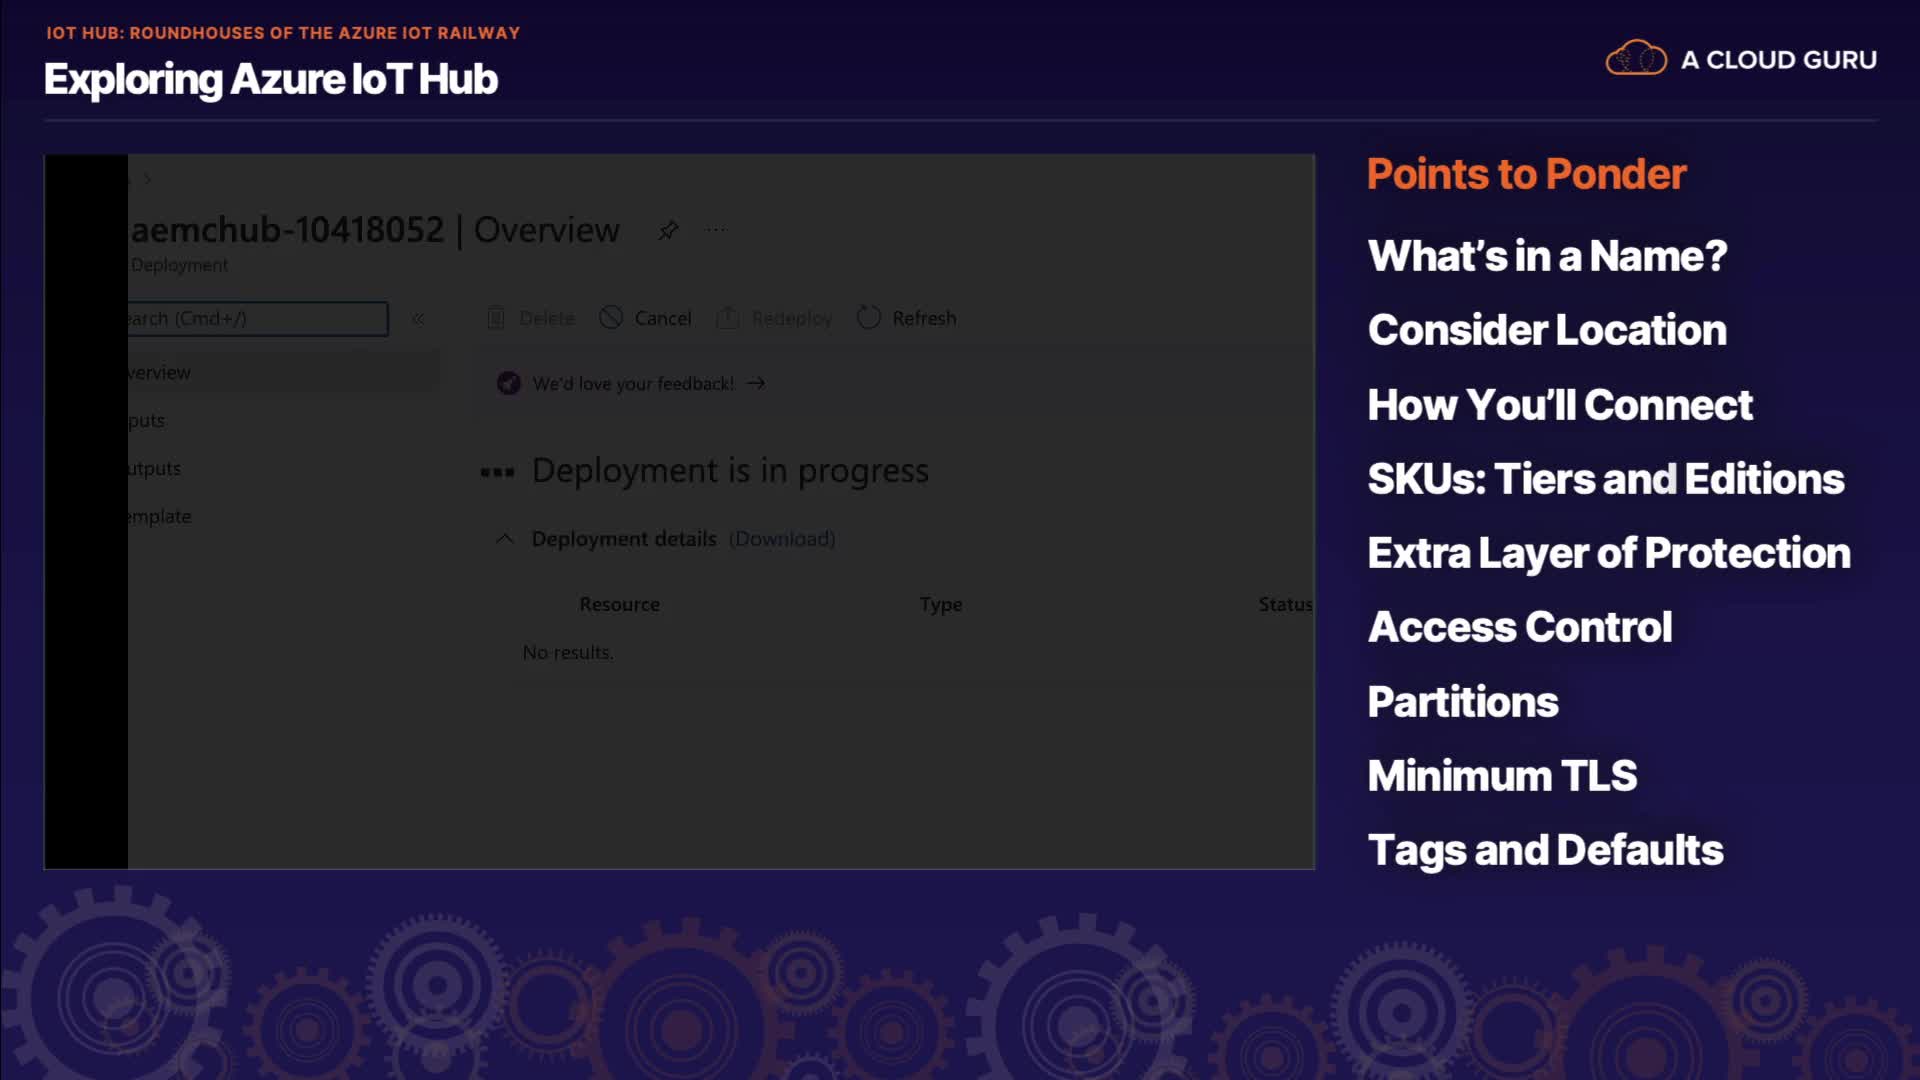 IOT HUB: ROUNDHOUSES OF THE AZURE IOT RAILWAY
Exploring Azure IoT Hub
A CLOUD GURU
aemchub-10418052 | Overview
Deployment
earch (Cmd+/)
Delete
Cancel
Redeploy
Refresh
verview
puts
utputs
emplate
We'd love your feedback! →
Deployment is in progress
Deployment details (Download)
Resource
Type
Status
No results.
Points to Ponder
What's in a Name?
Consider Location
How You'll Connect
SKUs: Tiers and Editions
Extra Layer of Protection
Access Control
Partitions
Minimum TLS
Tags and Defaults